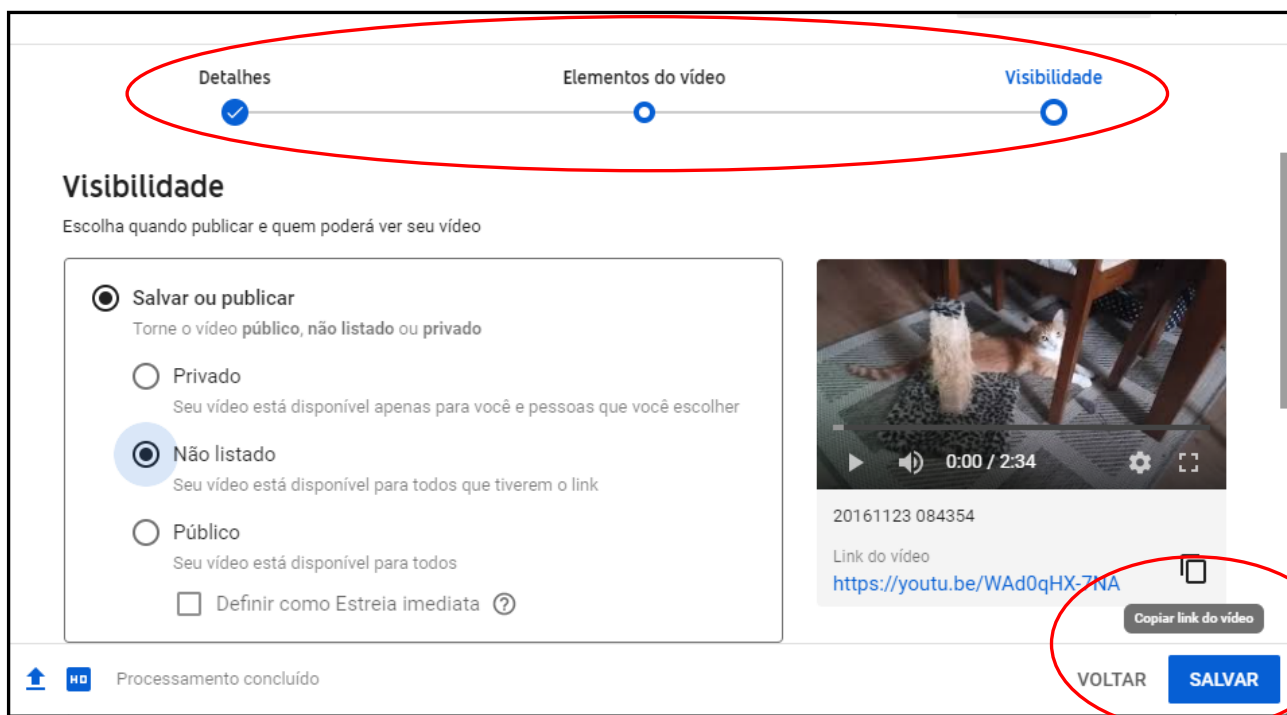 Detalhes
Elementos do vídeo
Visibilidade
Visibilidade
Escolha quando publicar e quem poderá ver seu vídeo
Salvar ou publicar
Torne o vídeo público, não listado ou privado
Privado
Seu vídeo está disponível apenas para você e pessoas que você escolher
Não listado
Seu vídeo está disponível para todos que tiverem o link
Público
Seu vídeo está disponível para todos
Definir como Estreia imediata
0:00 / 2:34
20161123 084354
Link do vídeo
https://youtu.be/WAd0qHX-7NA
Copiar link do vídeo
HD
Processamento concluído
VOLTAR
SALVAR